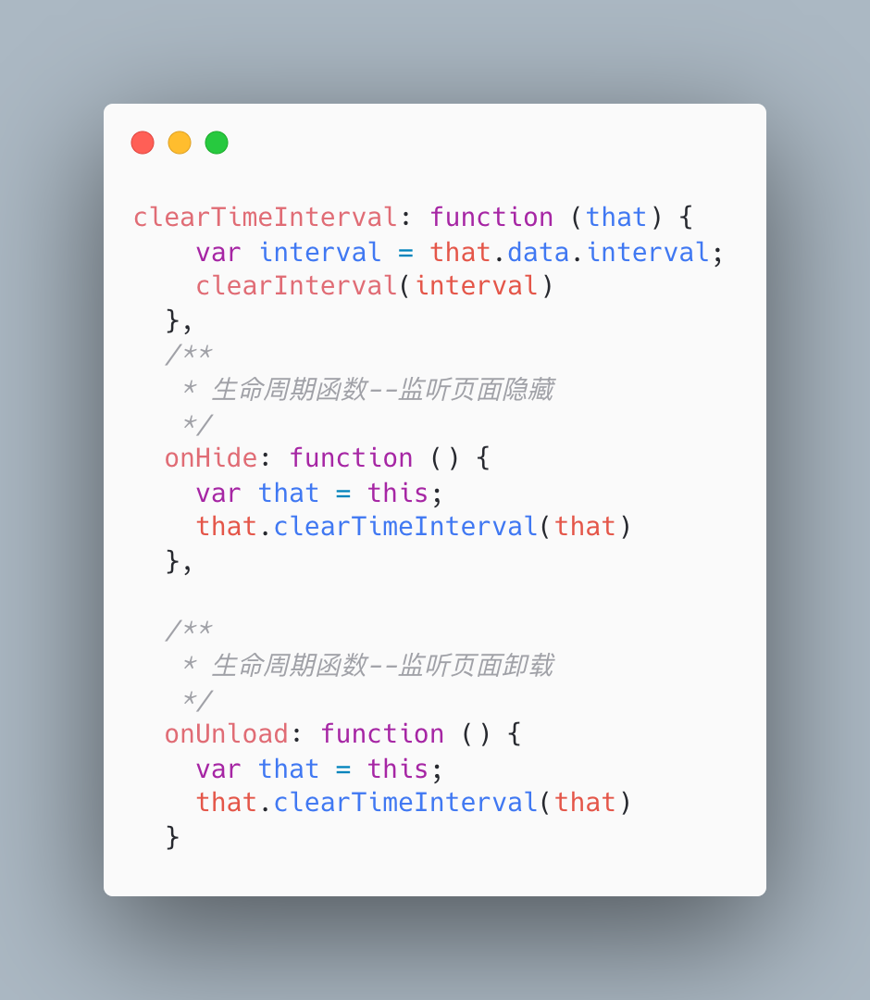 clearTimeInterval: function (that) {
    var interval = that.data.interval;
    clearInterval(interval)
  },
  /**
   * 生命周期函数--监听页面隐藏
   */
  onHide: function () {
    var that = this;
    that.clearTimeInterval(that)
  },

  /**
   * 生命周期函数--监听页面卸载
   */
  onUnload: function () {
    var that = this;
    that.clearTimeInterval(that)
  }